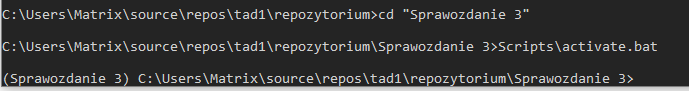 C:\Users\Matrix\source\repos\tad1\repozytorium>cd "Sprawozdanie 3"
C:\Users\Matrix\source\repos\tad1\repozytorium\Sprawozdanie 3>Scripts\activate.bat
(Sprawozdanie 3) C:\Users\Matrix\source\repos\tad1\repozytorium\Sprawozdanie 3>